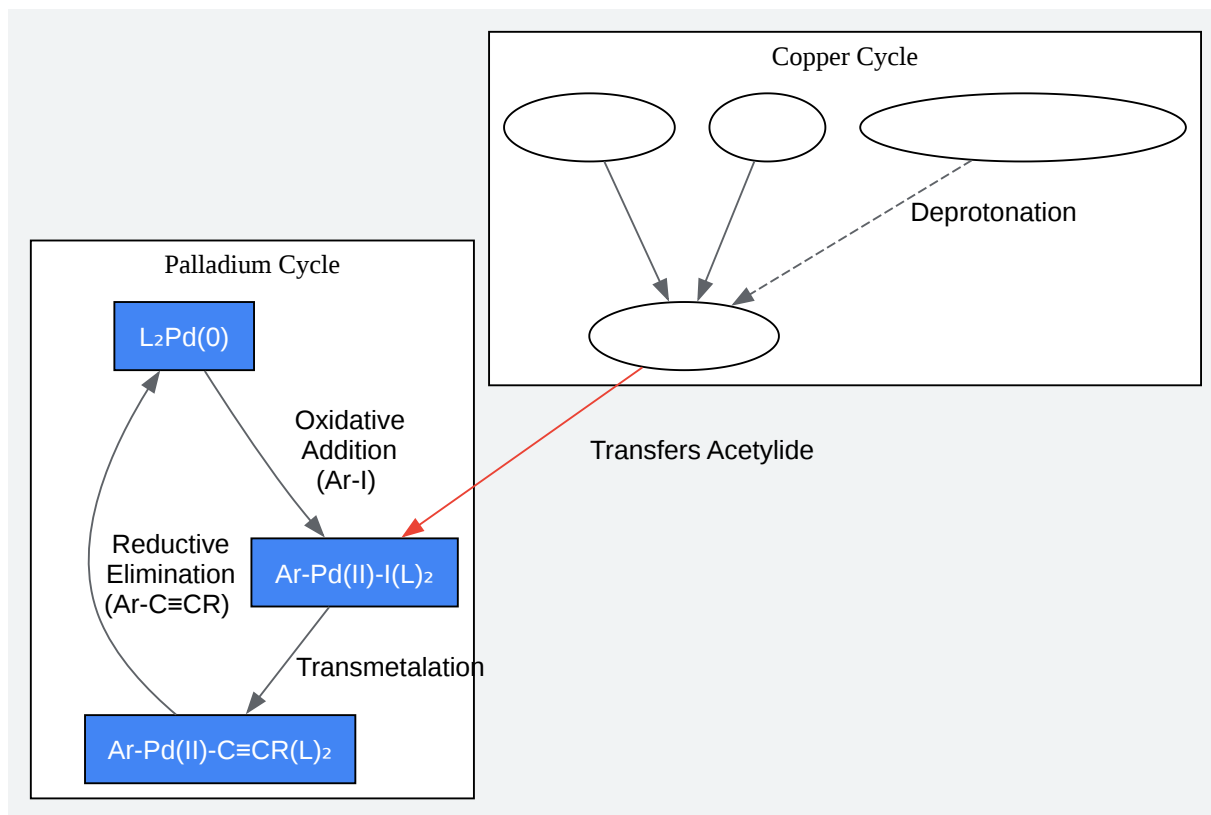 Copper Cycle
Deprotonation
Palladium Cycle
L₂Pd(0)
Oxidative
Addition
(Ar-I)
Transfers Acetylide
Reductive
Elimination
(Ar-C≡CR)
Ar-Pd(II)-I(L)₂
Transmetalation
Ar-Pd(II)-C≡CR(L)₂